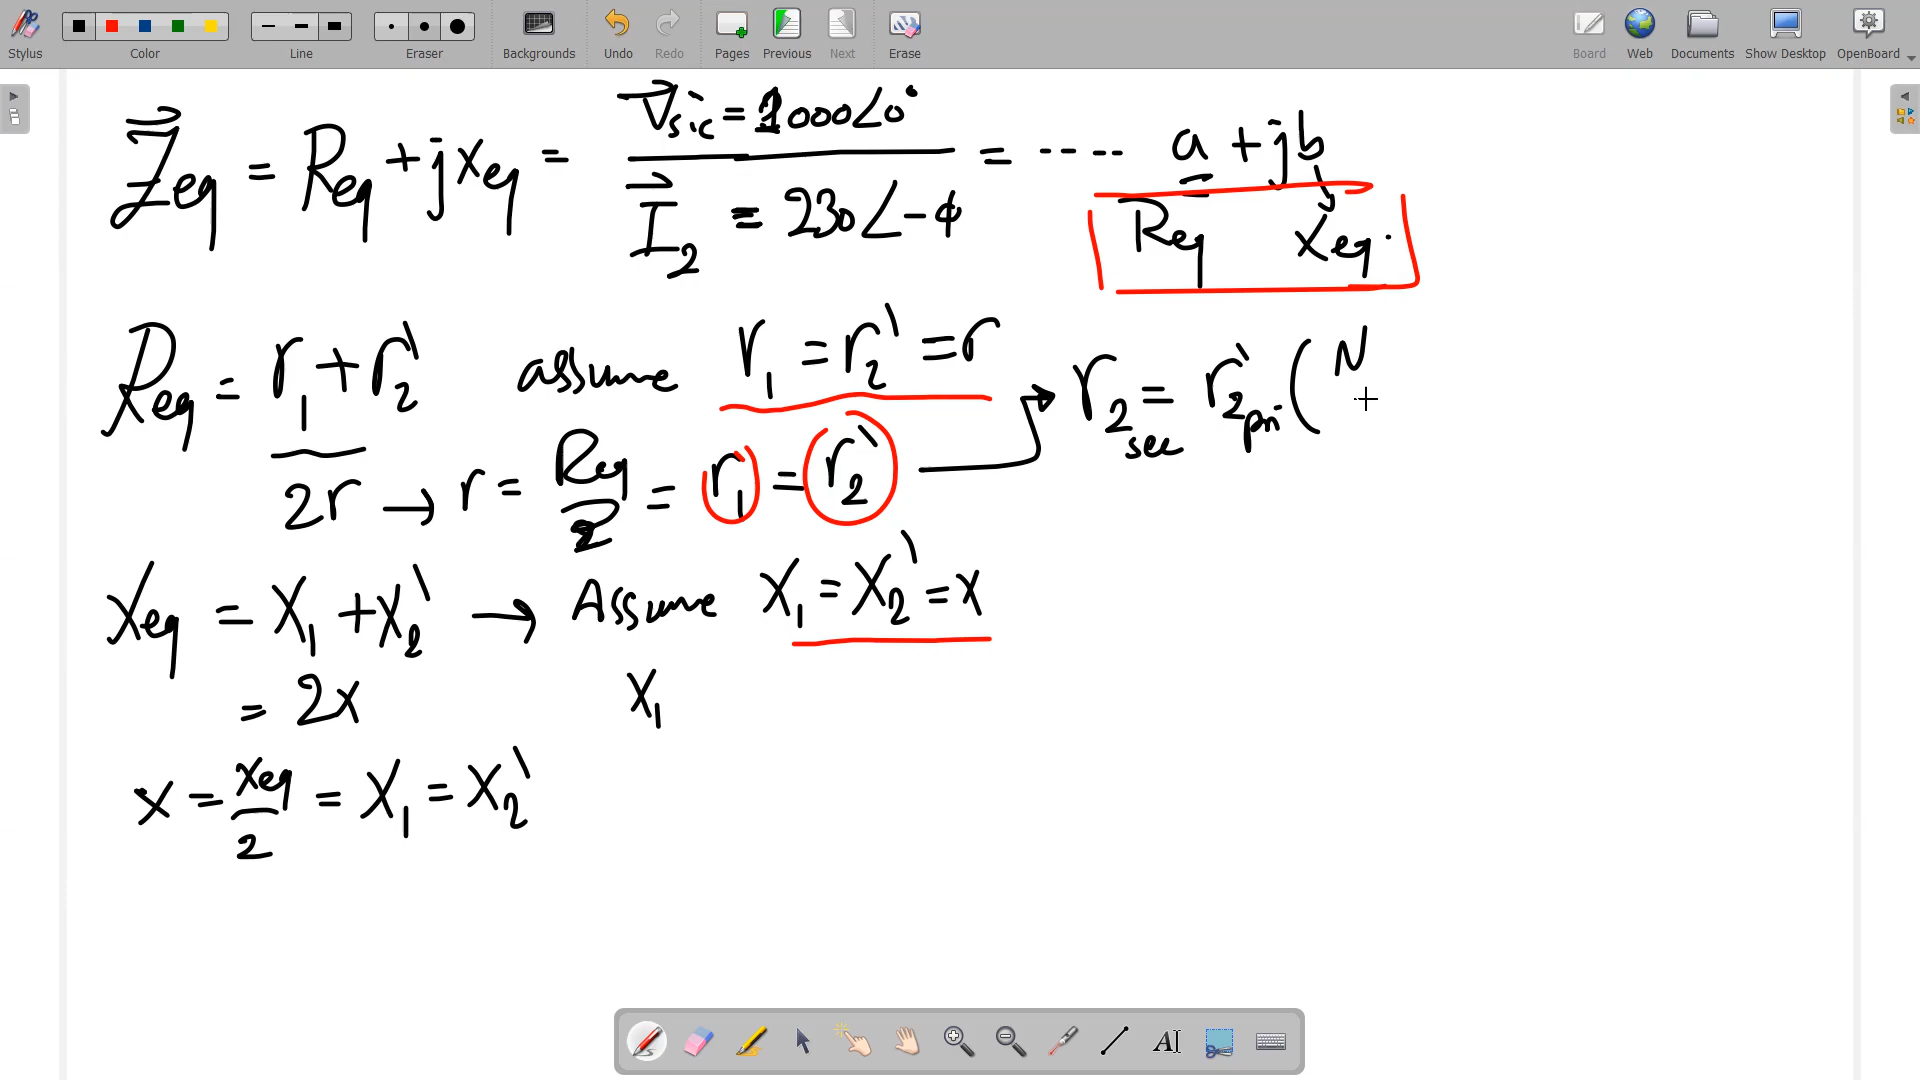 Stylus Color Line Eraser Backgrounds Undo Redo Pages Previous Next Erase Board Web Documents Show Desktop OpenBoard
Zeq = Req + jXeq = Vsic = 1000∠0° / I2 = 230∠-ϕ = ---- a + jb
Req Xeq.
Req = r1 + r2' assume r1 = r2' = r
r2sec = r2'pri ( N
2r → r = Req / 2 = r1 = r2'
Xeq = X1 + X2' → Assume X1 = X2' = X
= 2X X1
X = Xeq / 2 = X1 = X2'